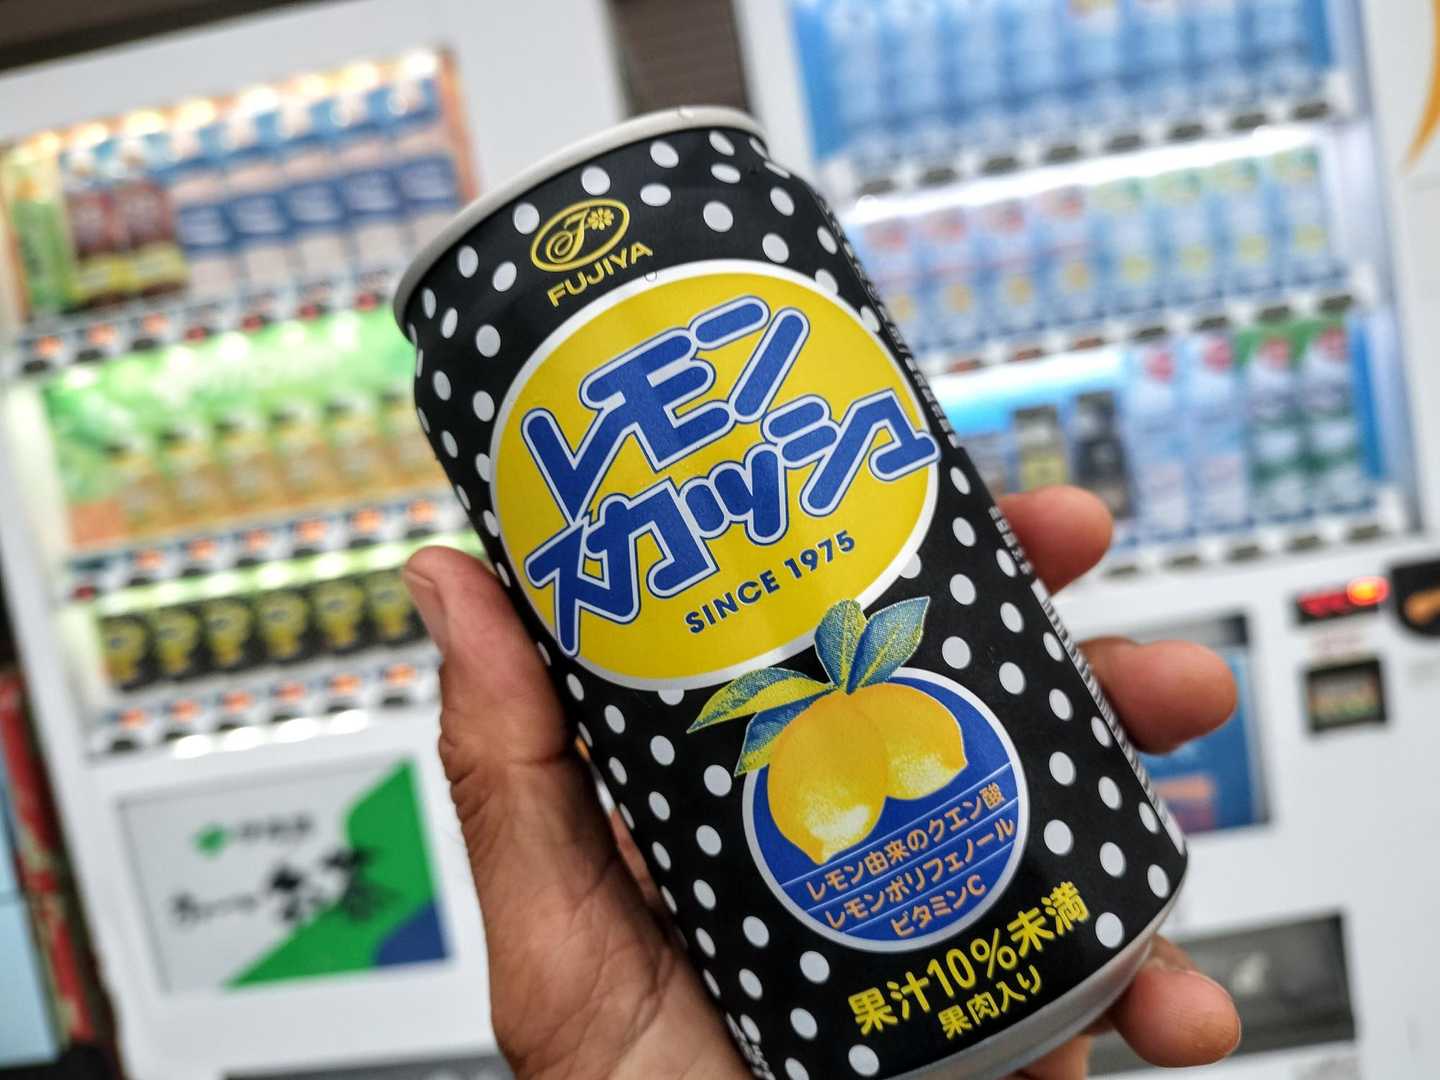 FUJIYA
レモン
スカッシュ
SINCE 1975
レモン由来のクエン酸
レモンポリフェノール
ビタミンC
果汁10%未満
果肉入り